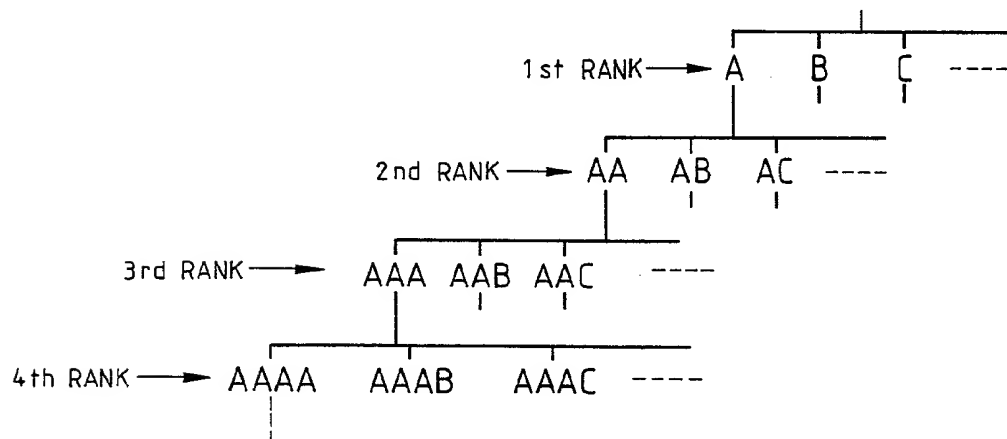 1st RANK A B C
2nd RANK AA AB AC
3rd RANK AAA AAB AAC
4th RANK AAAA AAAB AAAC